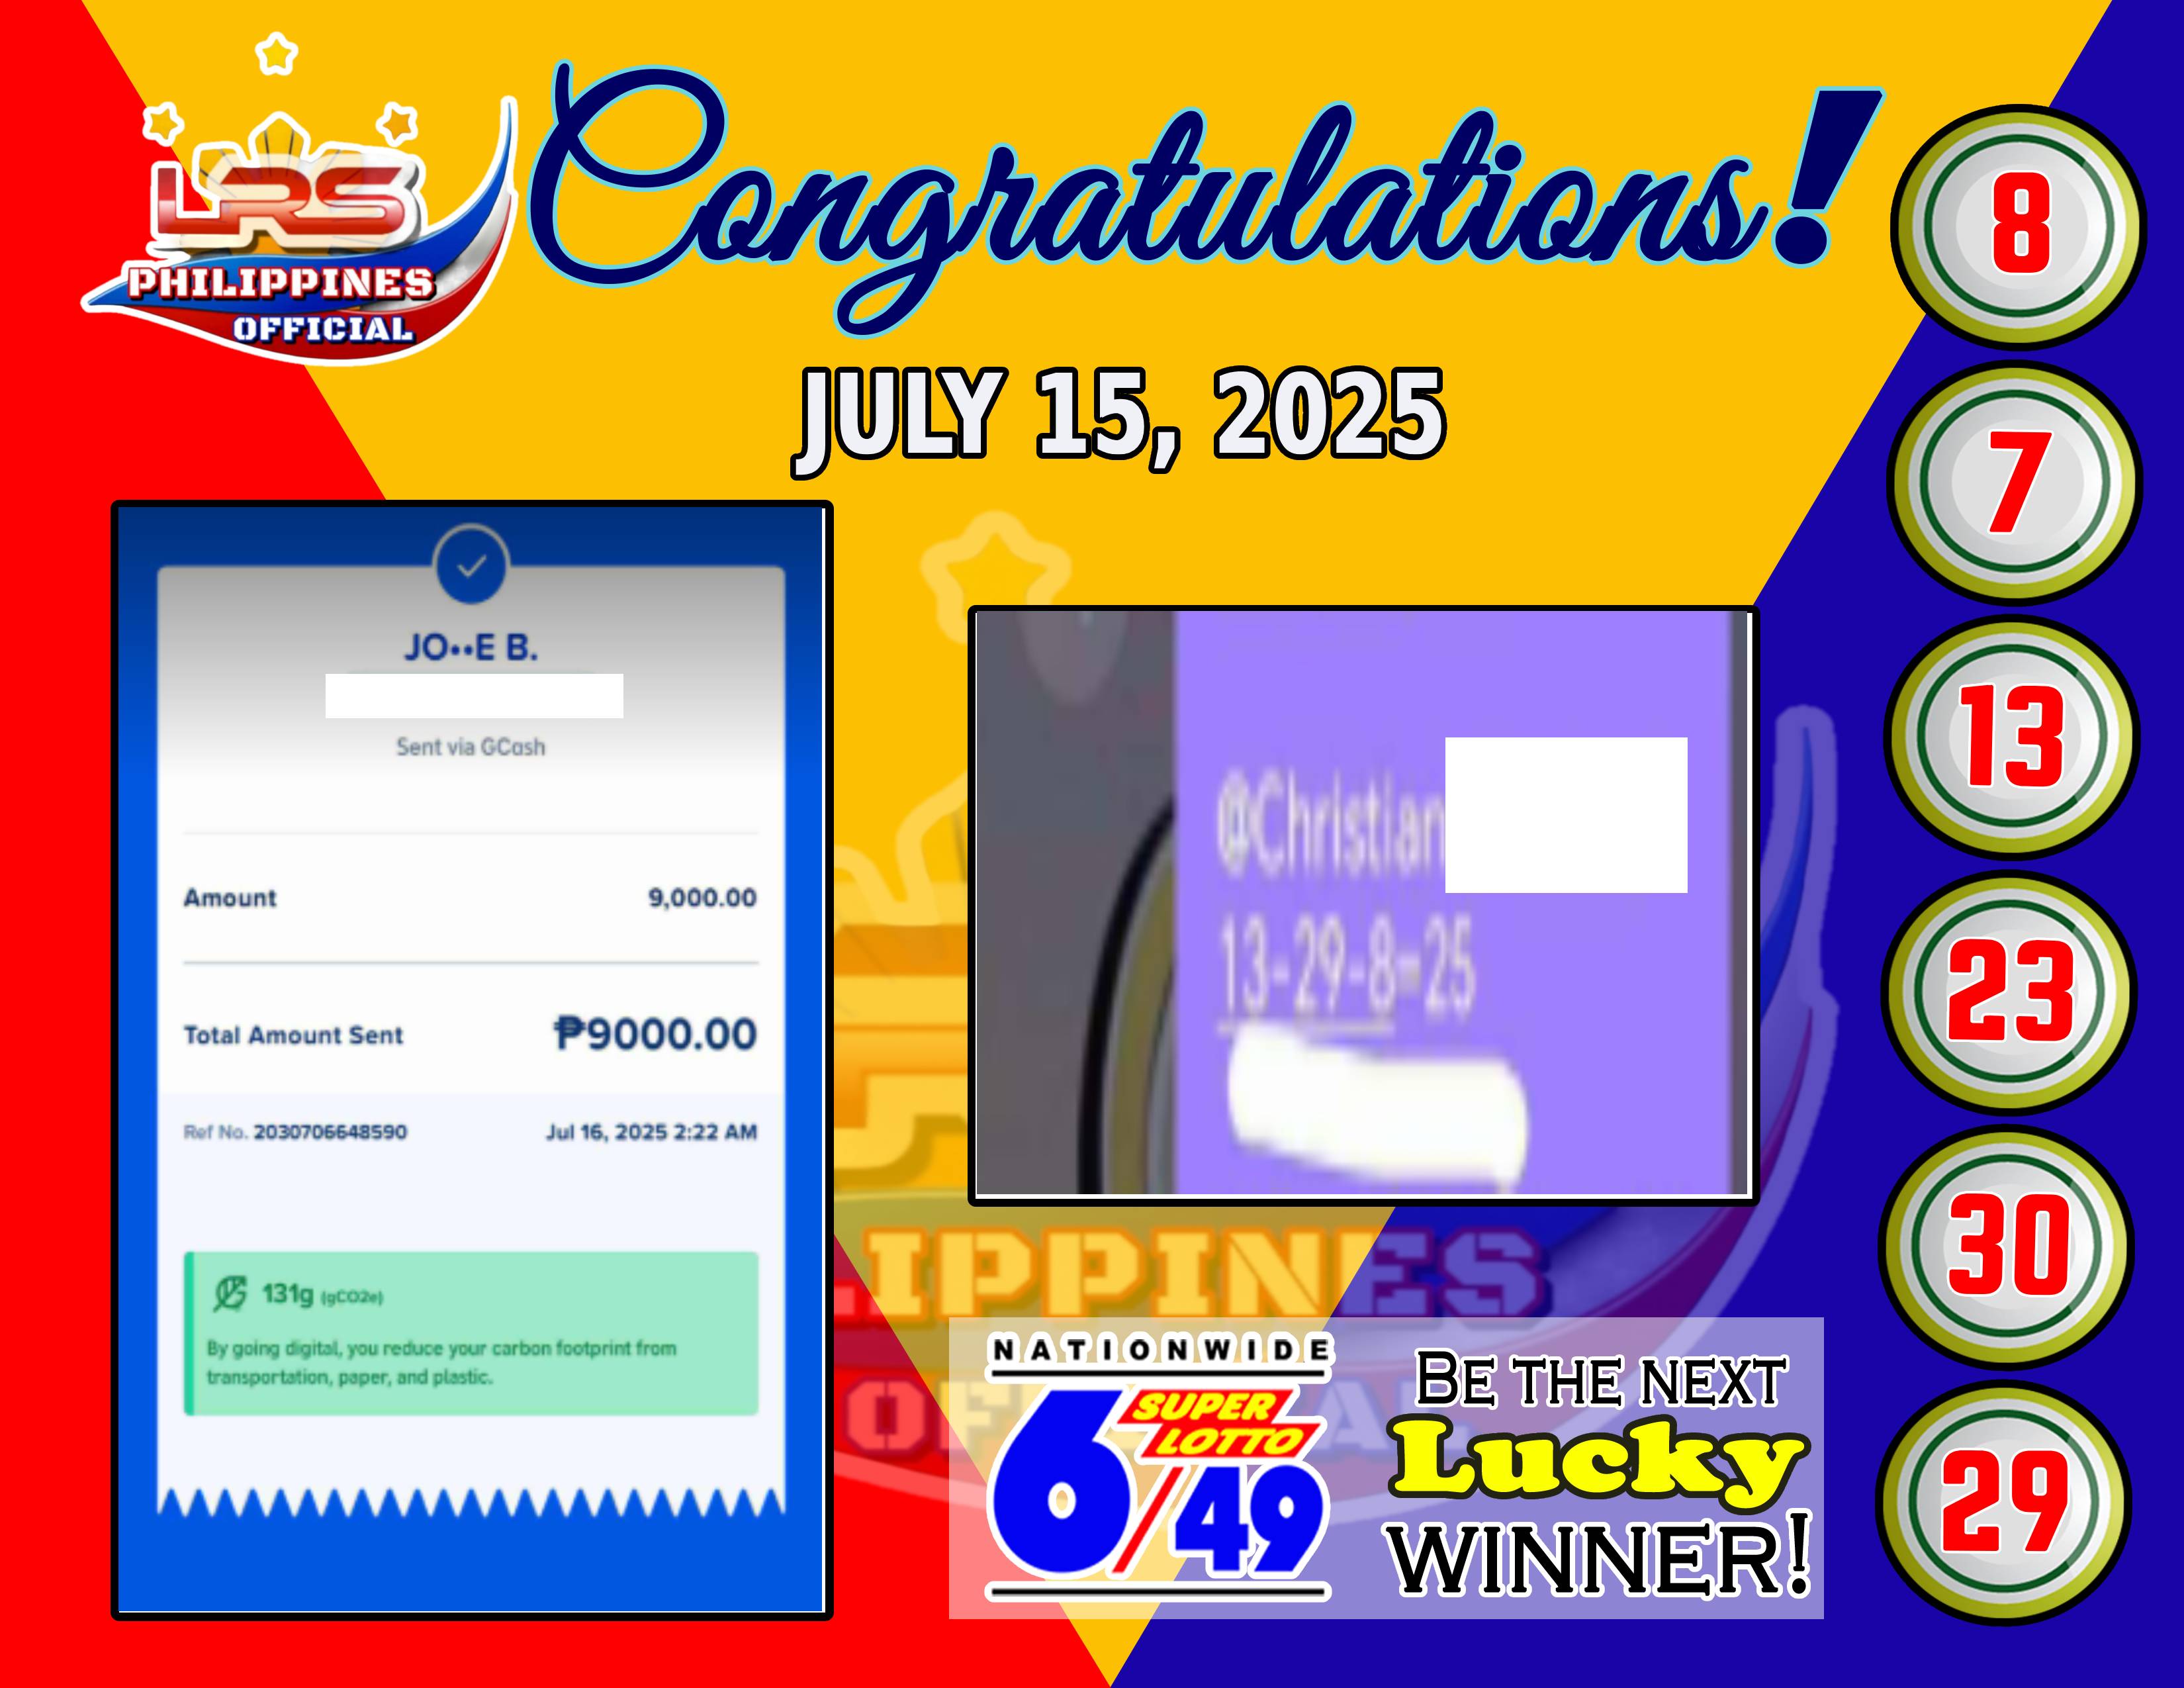 LRS
PHILIPPINES
OFFICIAL
Congratulations!
JULY 15, 2025
JO••E B.
Sent via GCash
Amount 9,000.00
Total Amount Sent ₱9000.00
Ref No. 2030706648590 Jul 16, 2025 2:22 AM
131g (gCO2e)
By going digital, you reduce your carbon footprint from
transportation, paper, and plastic.
@Christian
13-29-8=25
LIPPINES
NATIONWIDE
SUPER
LOTTO
6/49
BE THE NEXT
Lucky
WINNER!
8
7
13
23
30
29